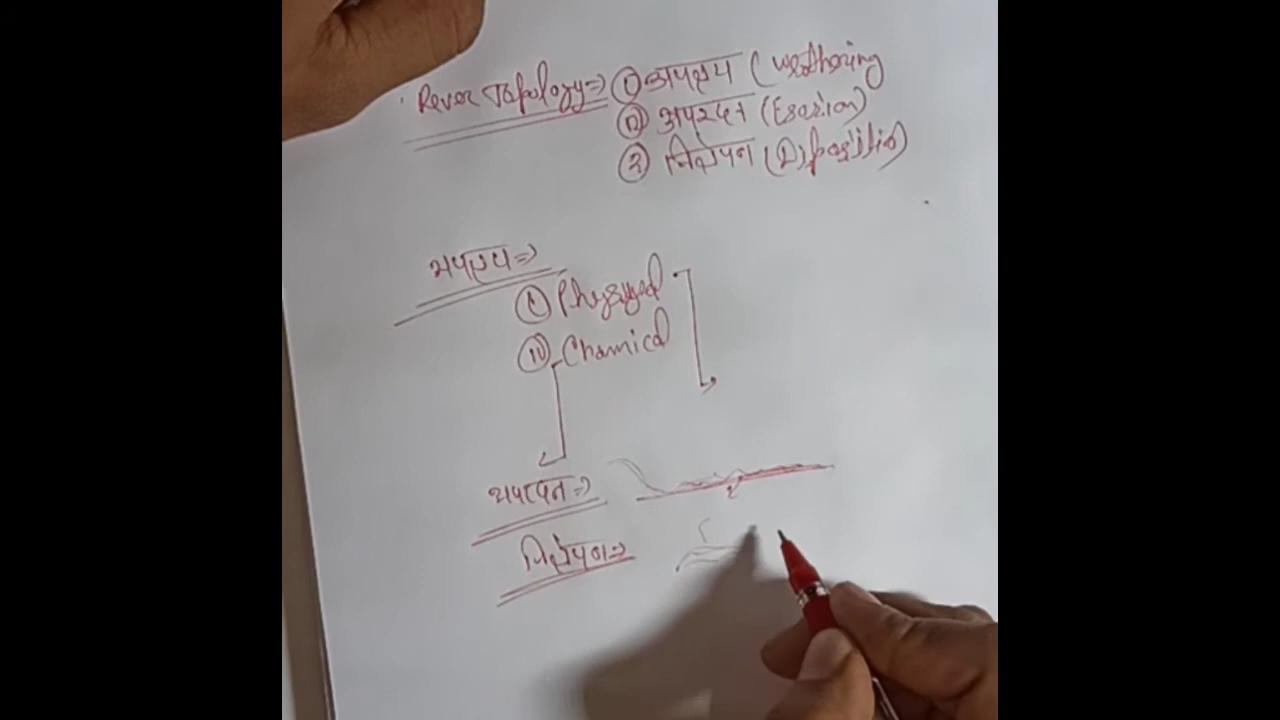 River Topology ⇒ ① अपक्षय (Weathering
② अपरदन (Erosion)
③ निक्षेपण (Deposition)
अपक्षय ⇒
① Physical
② Chamical
अपरदन ⇒
निक्षेपण ⇒